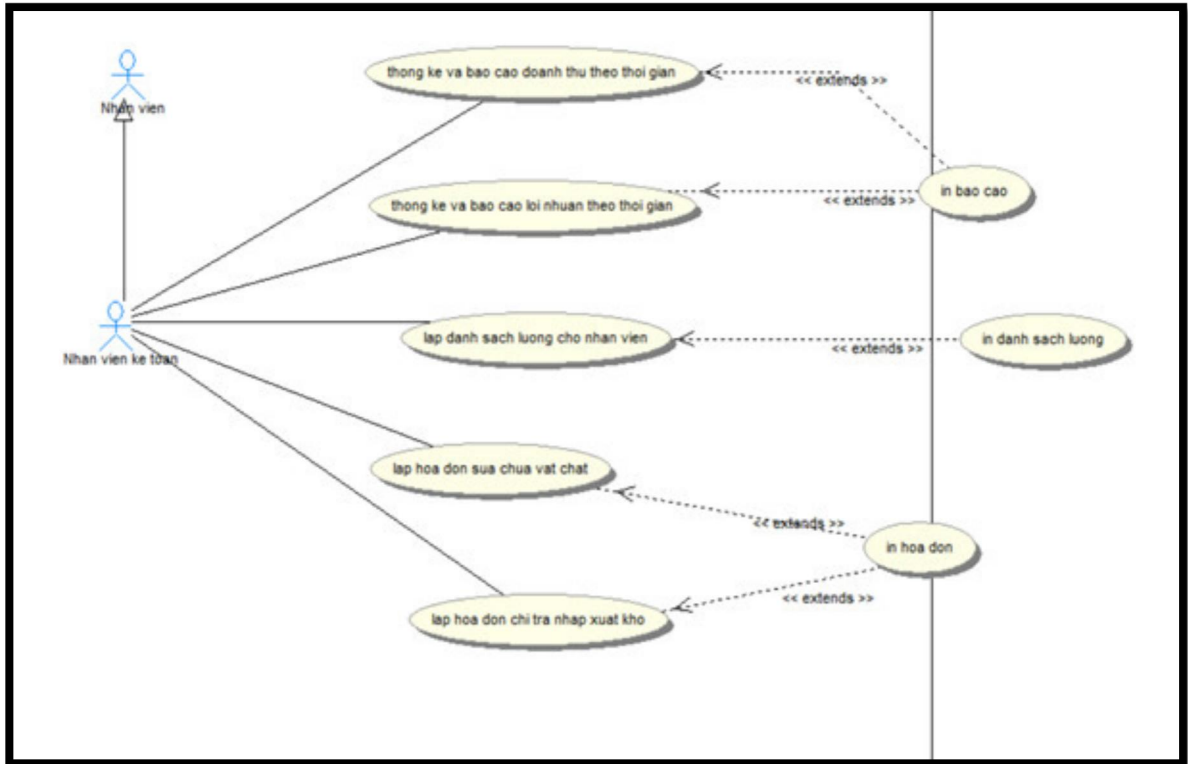 Nhan vien
thong ke va bao cao doanh thu theo thoi gian
<< extends >>
in bao cao
thong ke va bao cao loi nhuan theo thoi gian
<< extends >>
Nhan vien ke toan
lap danh sach luong cho nhan vien
<< extends >>
in danh sach luong
lap hoa don sua chua vat chat
<< extends >>
in hoa don
lap hoa don chi tra nhap xuat kho
<< extends >>